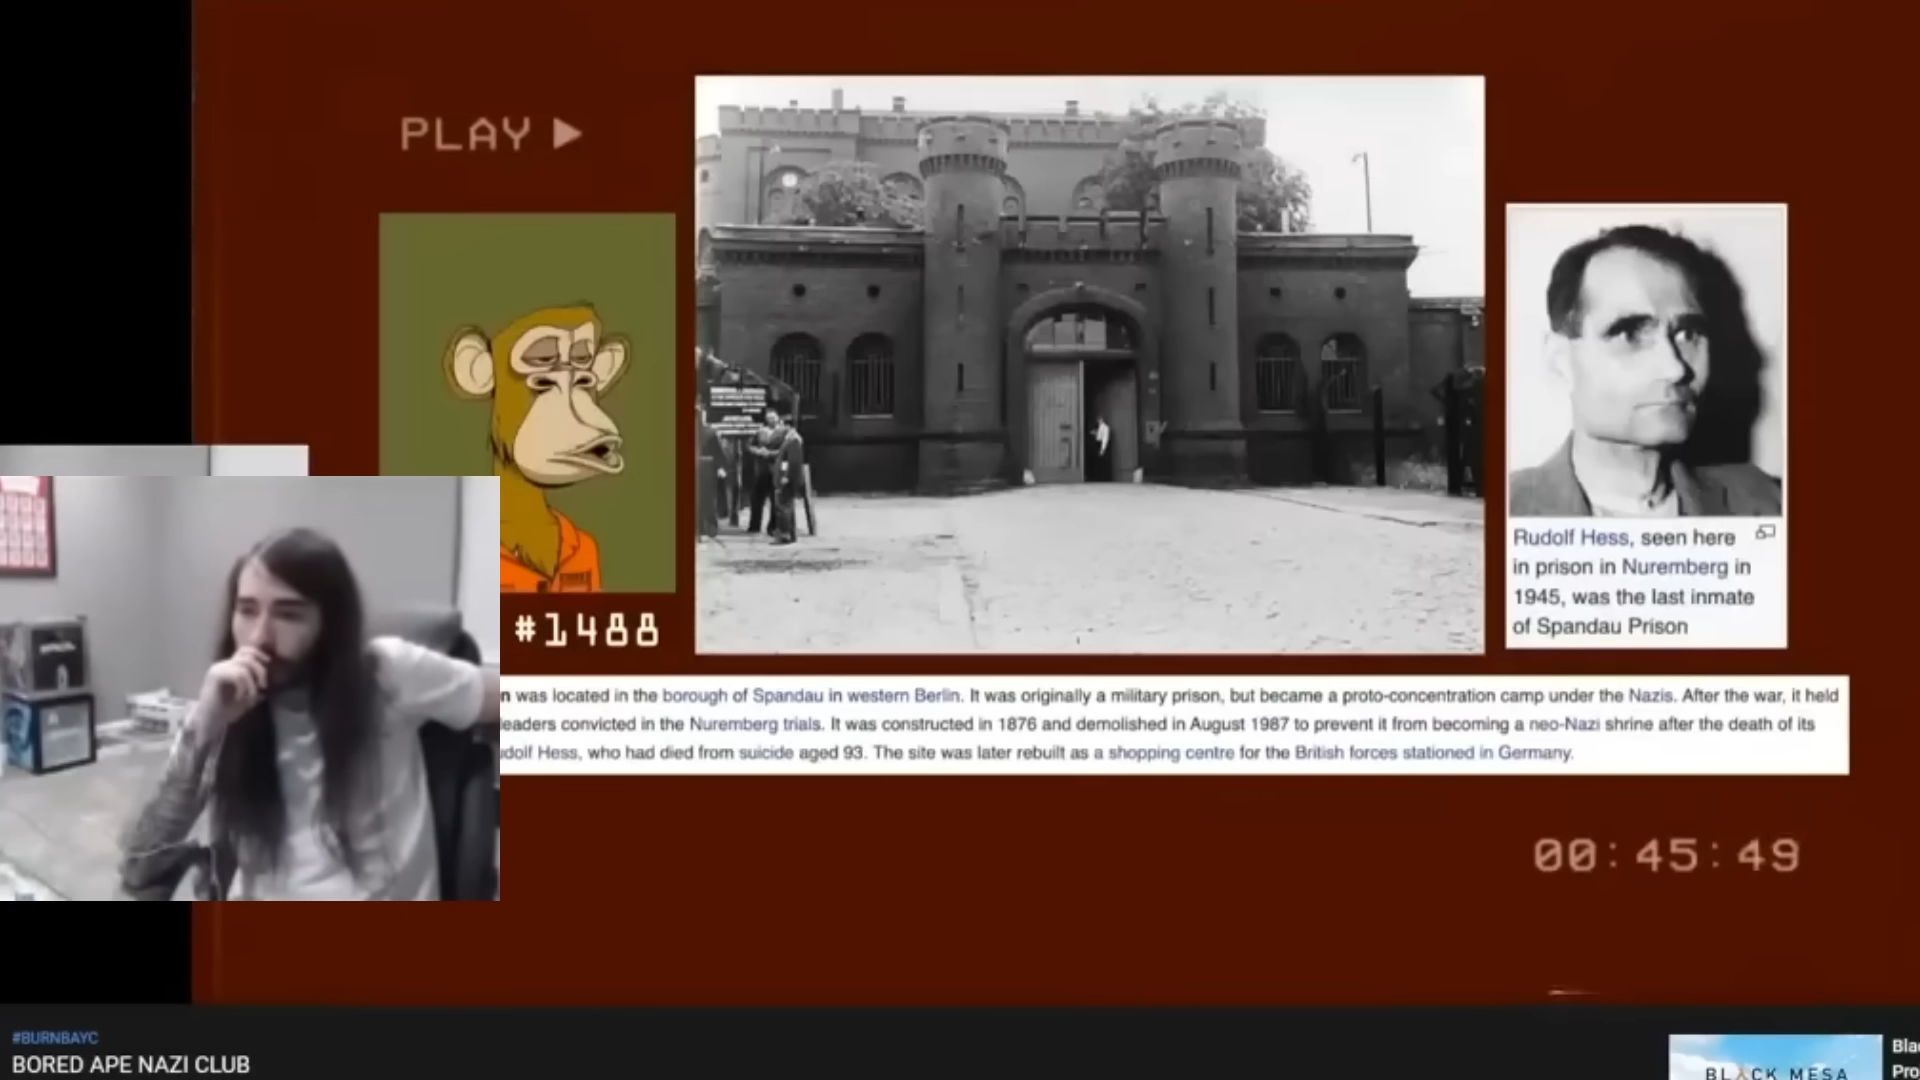 PLAY
#1488
Rudolf Hess, seen here
in prison in Nuremberg in
1945, was the last inmate
of Spandau Prison
n was located in the borough of Spandau in western Berlin. It was originally a military prison, but became a proto-concentration camp under the Nazis. After the war, it held
eaders convicted in the Nuremberg trials. It was constructed in 1876 and demolished in August 1987 to prevent it from becoming a neo-Nazi shrine after the death of its
dolf Hess, who had died from suicide aged 93. The site was later rebuilt as a shopping centre for the British forces stationed in Germany.
00:45:49
#BURNBAYC
BORED APE NAZI CLUB
BLACK MESA
Blac
Pro